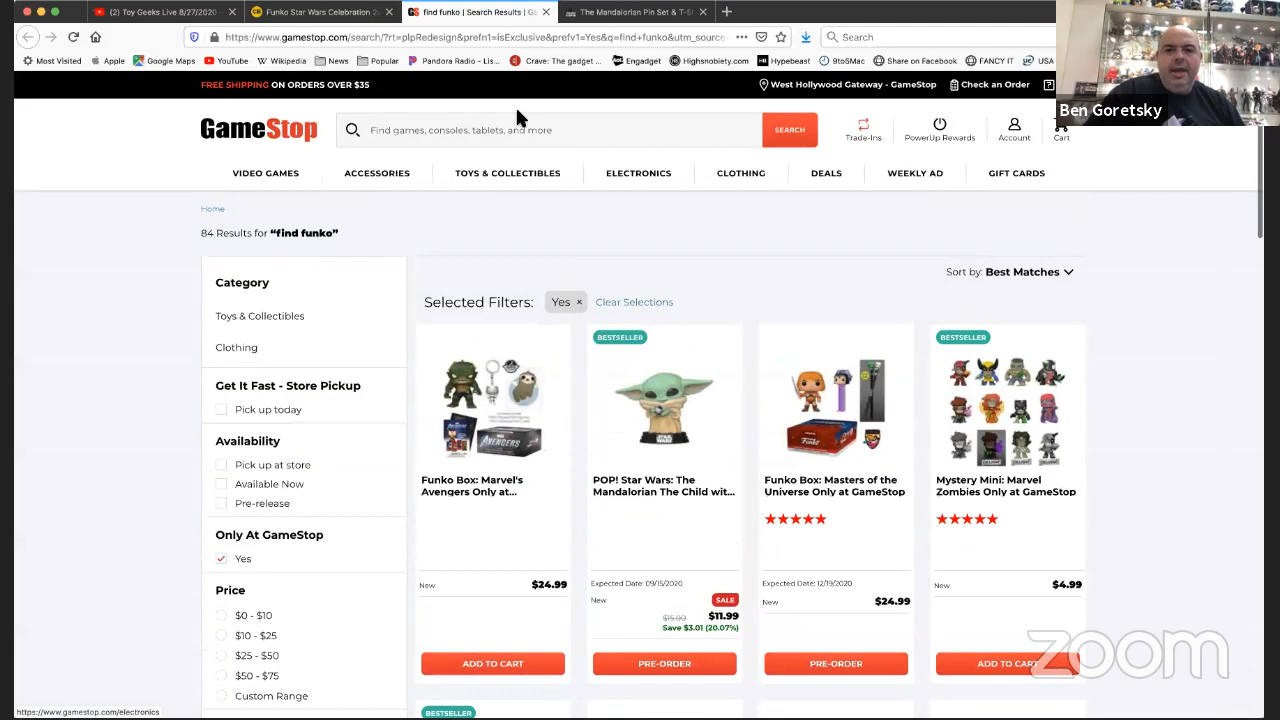 (2) Toy Geeks Live 8/27/2020 -
Funko Star Wars Celebration 2
find funko | Search Results | Ga
The Mandalorian Pin Set & T-S
https://www.gamestop.com/search/?rt=plpRedesign&prefn1=isExclusive&prefv1=Yes&q=find+funko&utm_source
Search
Most Visited
Apple
Google Maps
YouTube
Wikipedia
News
Popular
Pandora Radio - Lis...
Crave: The gadget ...
Engadget
Highsnobiety.com
Hypebeast
9to5Mac
Share on Facebook
FANCY IT
USA
Ben Goretsky
FREE SHIPPING ON ORDERS OVER $35
West Hollywood Gateway - GameStop
Check an Order
GameStop
Find games, consoles, tablets, and more
SEARCH
Trade-Ins
PowerUp Rewards
Account
Cart
VIDEO GAMES
ACCESSORIES
TOYS & COLLECTIBLES
ELECTRONICS
CLOTHING
DEALS
WEEKLY AD
GIFT CARDS
Home
84 Results for “find funko”
Sort by: Best Matches
Category
Toys & Collectibles
Clothing
Get It Fast - Store Pickup
Pick up today
Availability
Pick up at store
Available Now
Pre-release
Only At GameStop
Yes
Price
$0 - $10
$10 - $25
$25 - $50
$50 - $75
Custom Range
Selected Filters: Yes × Clear Selections
Funko Box: Marvel's
Avengers Only at...
New $24.99
ADD TO CART
BESTSELLER
STAR WARS
POP! Star Wars: The
Mandalorian The Child wit...
Expected Date: 09/15/2020
New SALE
$15.00 $11.99
Save $3.01 (20.07%)
PRE-ORDER
Funko Box: Masters of the
Universe Only at GameStop
Expected Date: 12/19/2020
New $24.99
PRE-ORDER
BESTSELLER
Mystery Mini: Marvel
Zombies Only at GameStop
New $4.99
ADD TO CART
BESTSELLER
zoom
https://www.gamestop.com/electronics